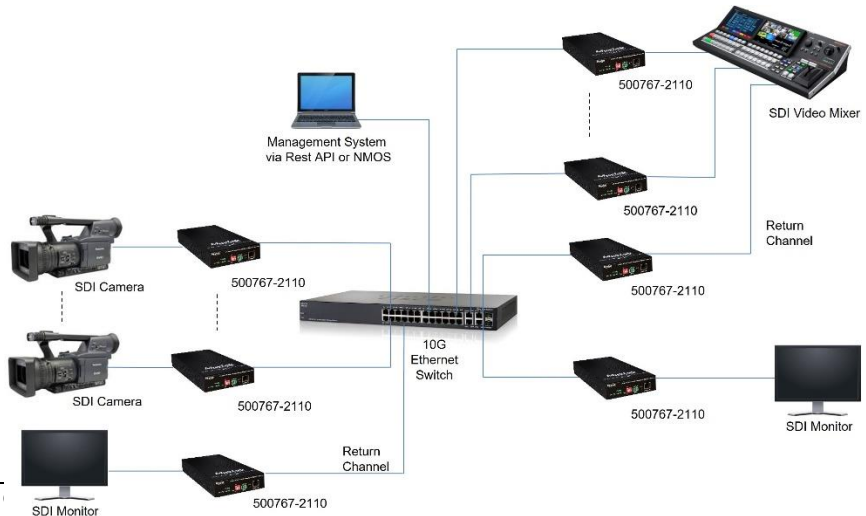 500767-2110
SDI Video Mixer
Management System
via Rest API or NMOS
500767-2110
Return
Channel
SDI Camera
500767-2110
500767-2110
10G
Ethernet
Switch
SDI Camera
500767-2110
500767-2110
SDI Monitor
Return
Channel
500767-2110
SDI Monitor